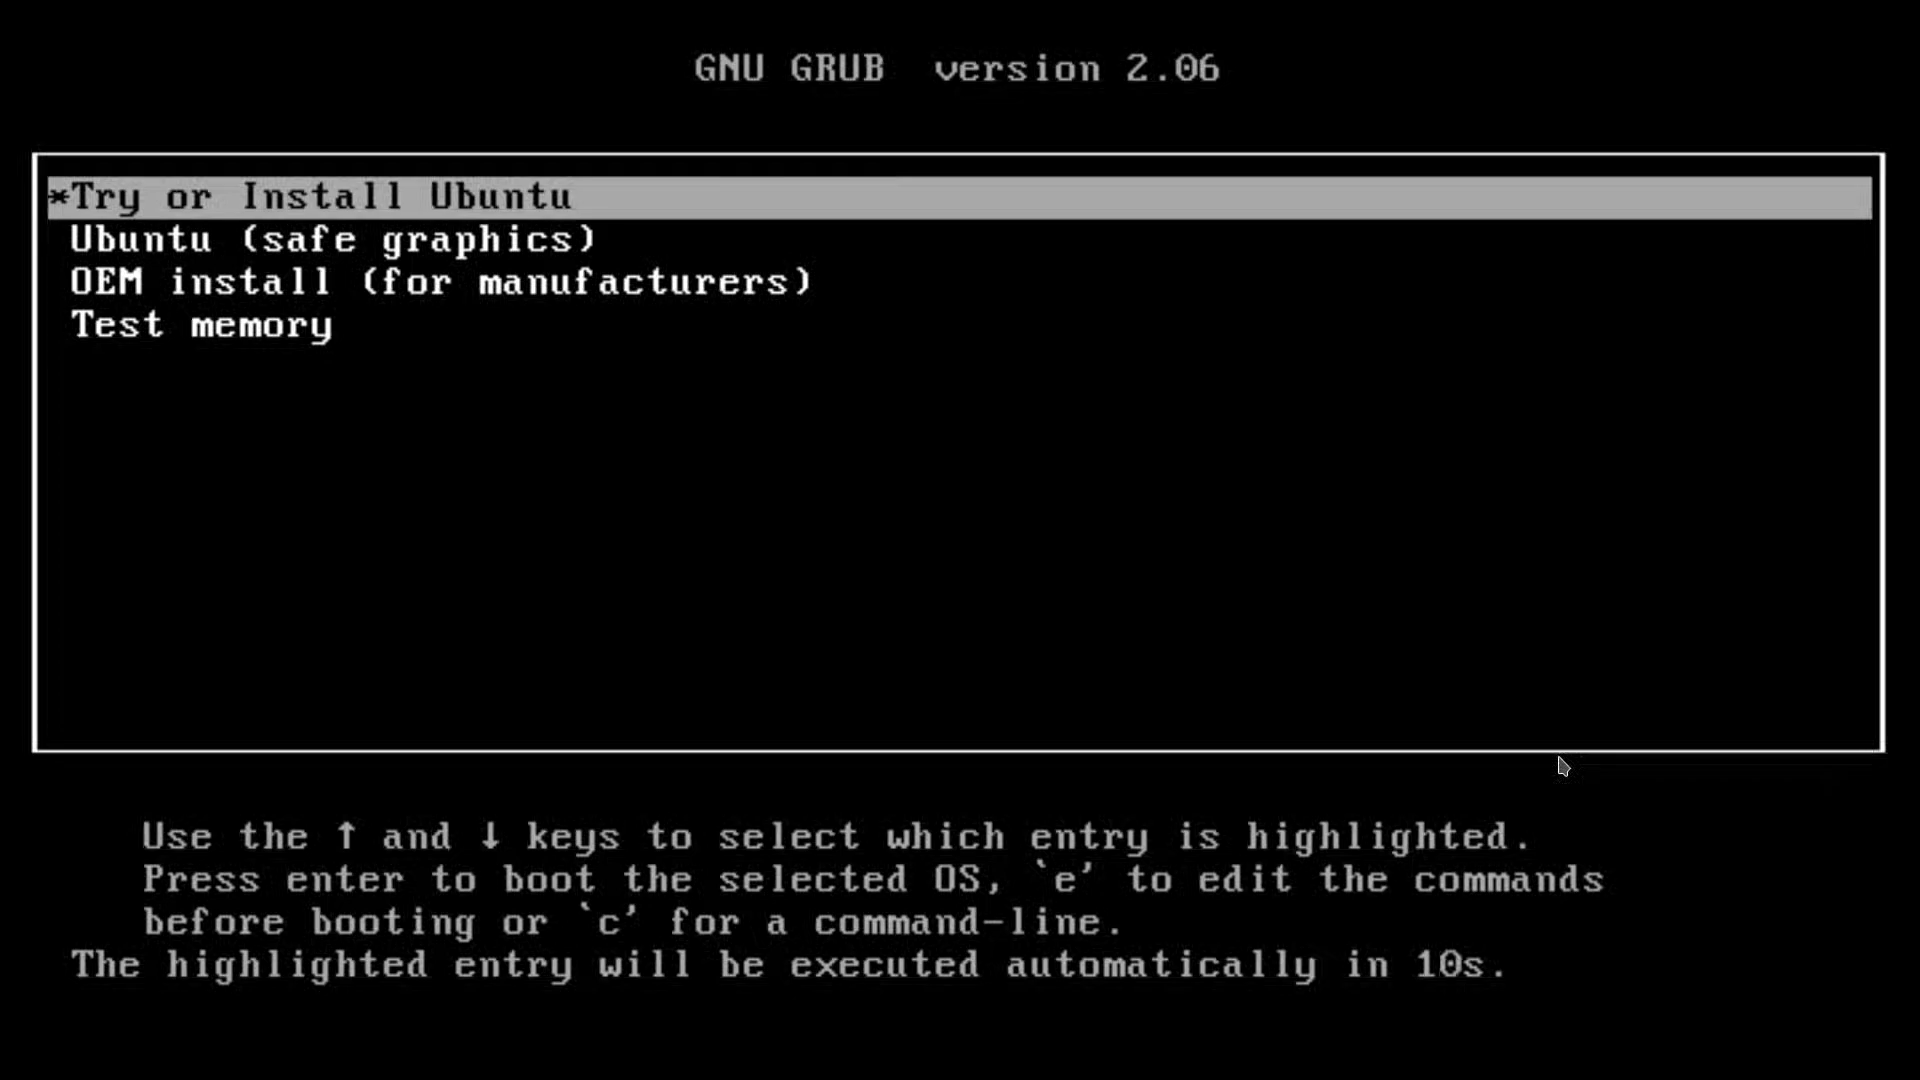 GNU GRUB  version 2.06
*Try or Install Ubuntu
Ubuntu (safe graphics)
OEM install (for manufacturers)
Test memory
Use the ↑ and ↓ keys to select which entry is highlighted.
Press enter to boot the selected OS, `e' to edit the commands
before booting or `c' for a command-line.
The highlighted entry will be executed automatically in 10s.